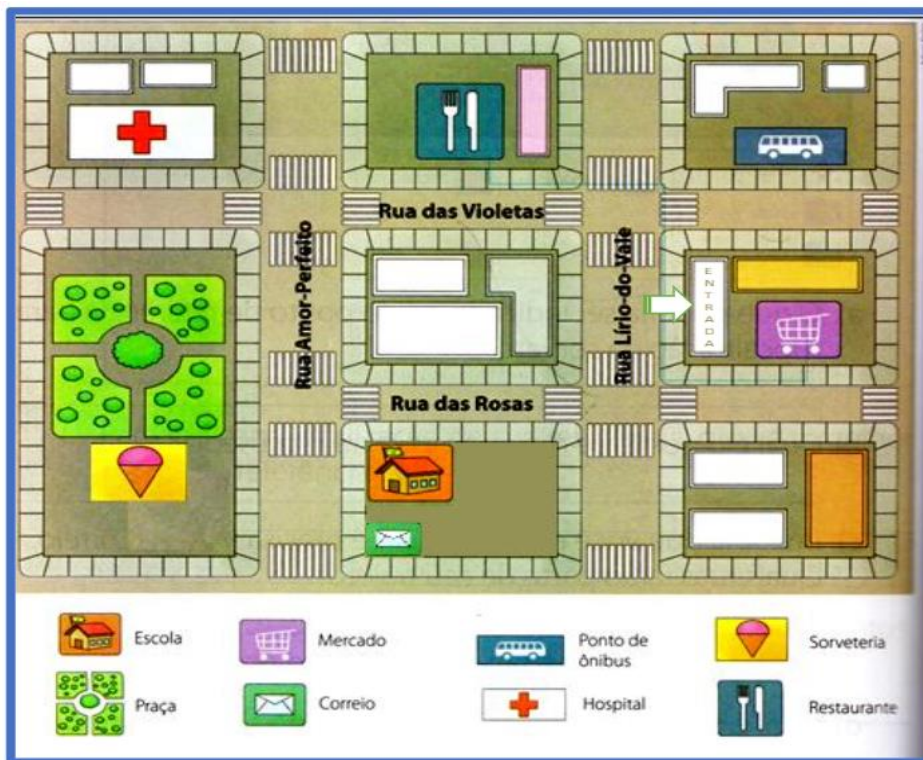 Rua das Violetas
Rua Amor-Perfeito
Rua Lírio-do-Vale
ENTRADA
Rua das Rosas
Escola
Mercado
Ponto de
ônibus
Sorveteria
Praça
Correio
Hospital
Restaurante